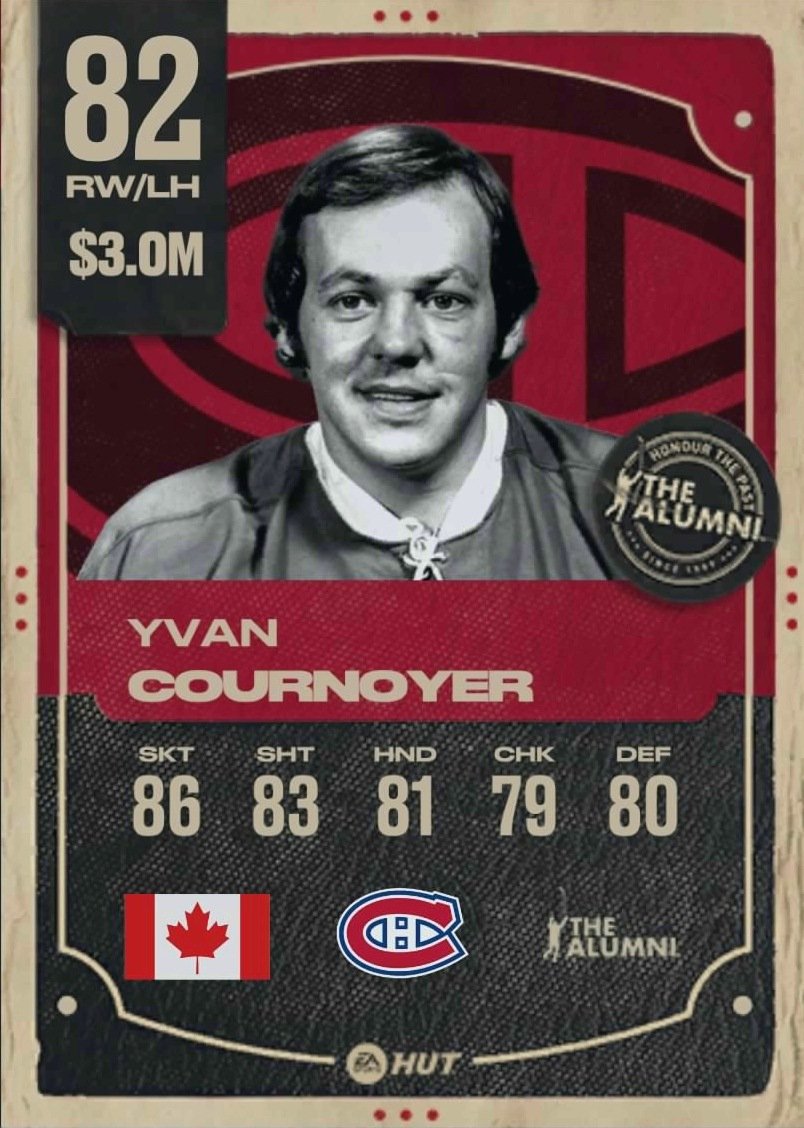 82
RW/LH
$3.0M
HONOUR THE PAST
THE
ALUMNI
YVAN
COURNOYER
SKT SHT HND CHK DEF
86 83 81 79 80
THE
ALUMNI
EA
HUT